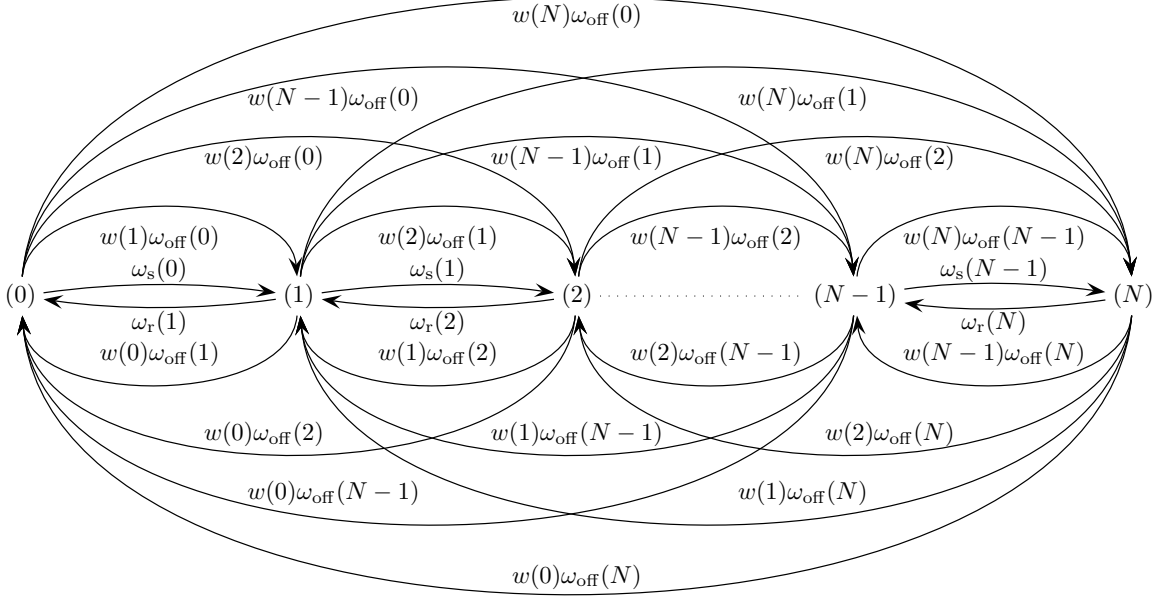 w(N)ω_off(0)
w(N − 1)ω_off(0) w(N)ω_off(1)
w(2)ω_off(0) w(N − 1)ω_off(1) w(N)ω_off(2)
w(1)ω_off(0) w(2)ω_off(1) w(N − 1)ω_off(2) w(N)ω_off(N − 1)
ω_s(0) ω_s(1) ω_s(N − 1)
(0) (1) (2) (N − 1) (N)
ω_r(1) ω_r(2) ω_r(N)
w(0)ω_off(1) w(1)ω_off(2) w(2)ω_off(N − 1) w(N − 1)ω_off(N)
w(0)ω_off(2) w(1)ω_off(N − 1) w(2)ω_off(N)
w(0)ω_off(N − 1) w(1)ω_off(N)
w(0)ω_off(N)